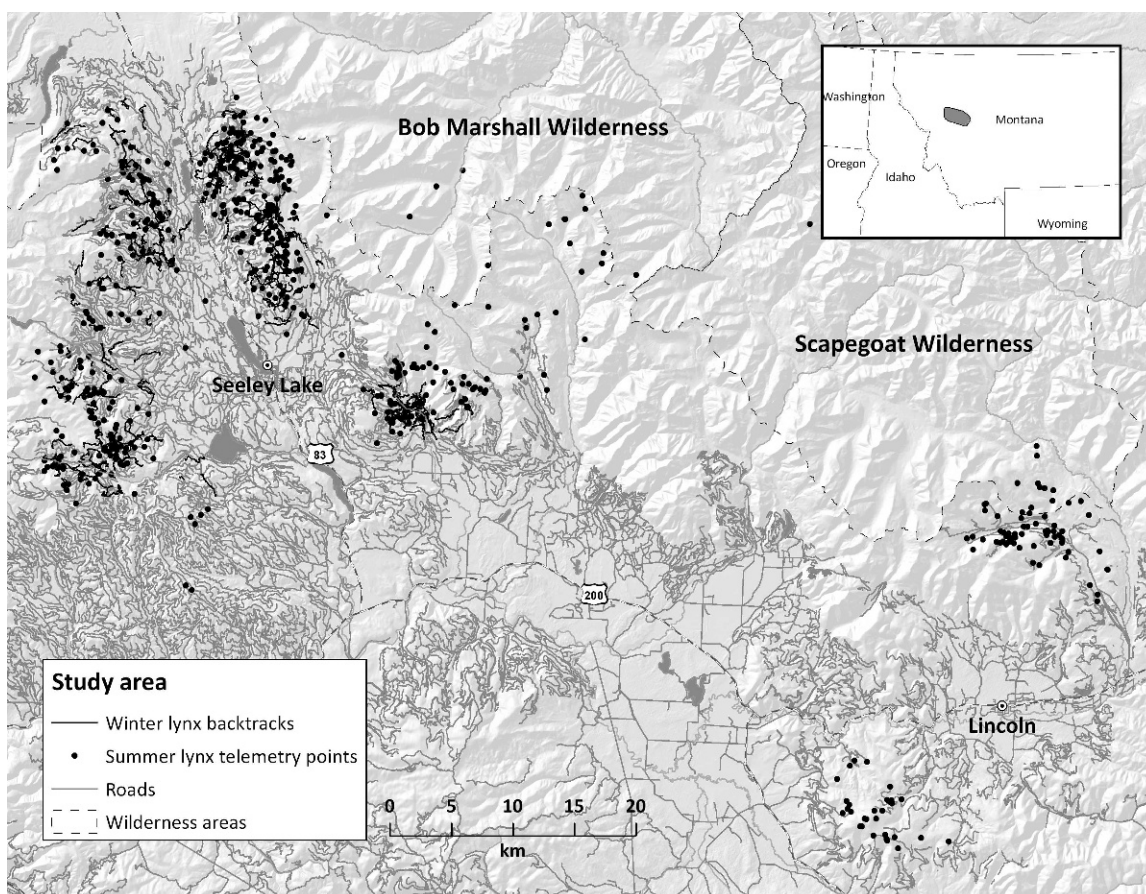 Bob Marshall Wilderness
Washington
Montana
Oregon
Idaho
Wyoming
Scapegoat Wilderness
Seeley Lake
83
200
Lincoln
Study area
Winter lynx backtracks
Summer lynx telemetry points
Roads
Wilderness areas
0 5 10 15 20
km